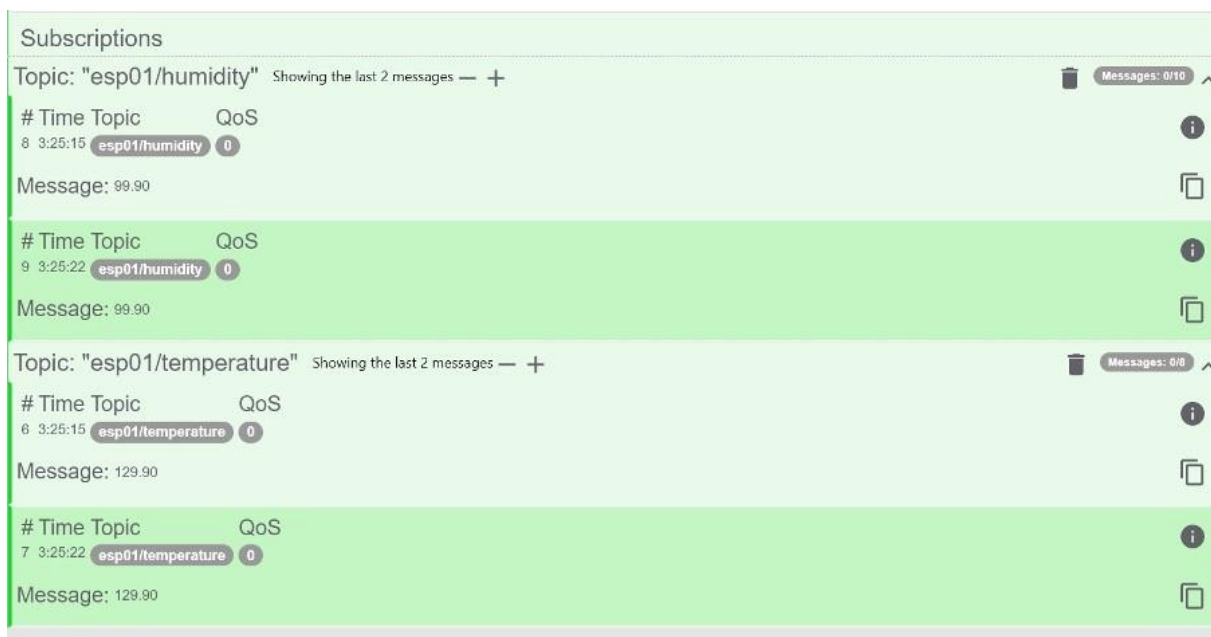 Subscriptions
Topic: "esp01/humidity" Showing the last 2 messages — + Messages: 0/10
# Time Topic QoS
8 3:25:15 esp01/humidity 0
Message: 99.90
# Time Topic QoS
9 3:25:22 esp01/humidity 0
Message: 99.90
Topic: "esp01/temperature" Showing the last 2 messages — + Messages: 0/8
# Time Topic QoS
6 3:25:15 esp01/temperature 0
Message: 129.90
# Time Topic QoS
7 3:25:22 esp01/temperature 0
Message: 129.90